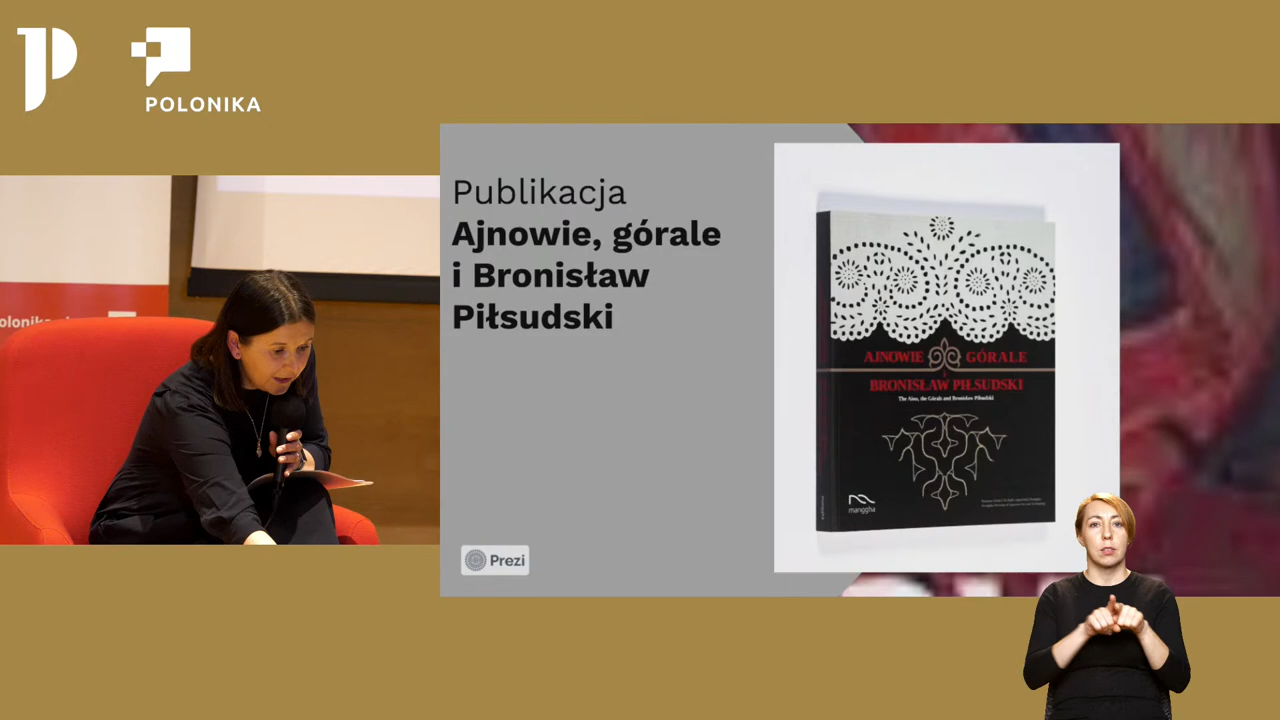 POLONIKA
Publikacja
Ajnowie, górale
i Bronisław
Piłsudski
AJNOWIE GÓRALE
i
BRONISŁAW PIŁSUDSKI
The Ainu, the Górals and Bronisław Piłsudski
manggha
Prezi